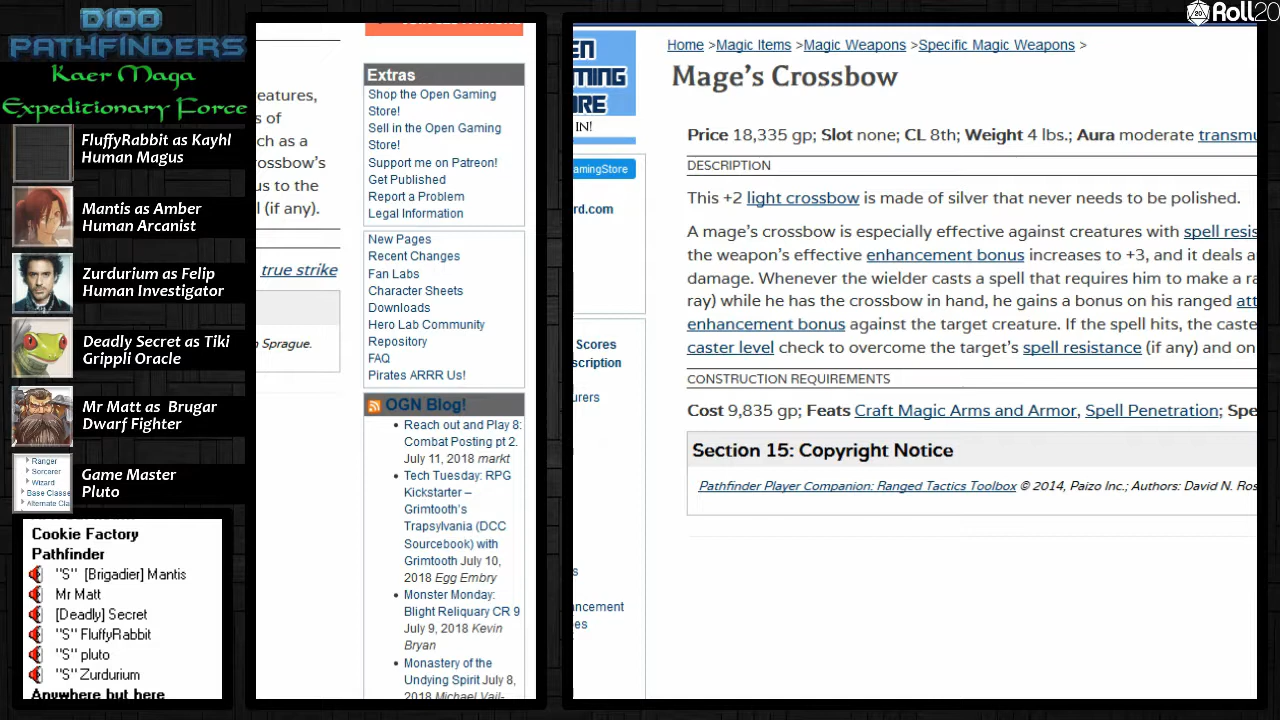 D100
PATHFINDERS
Kaer Maga
Expeditionary Force
FluffyRabbit as Kayhl
Human Magus
Mantis as Amber
Human Arcanist
Zurdurium as Felip
Human Investigator
Deadly Secret as Tiki
Grippli Oracle
Mr Matt as Brugar
Dwarf Fighter
Ranger
Sorcerer
Wizard
Base Classe
Alternate Cla
Game Master
Pluto
Cookie Factory
Pathfinder
"S" [Brigadier] Mantis
Mr Matt
[Deadly] Secret
"S" FluffyRabbit
"S" pluto
"S" Zurdurium
Anywhere but here
eatures,
s of
ch as a
rossbow's
us to the
l (if any).
true strike
n Sprague.
Extras
Shop the Open Gaming
Store!
Sell in the Open Gaming
Store!
Support me on Patreon!
Get Published
Report a Problem
Legal Information
New Pages
Recent Changes
Fan Labs
Character Sheets
Downloads
Hero Lab Community
Repository
FAQ
Pirates ARRR Us!
OGN Blog!
Reach out and Play 8:
Combat Posting pt 2.
July 11, 2018 markt
Tech Tuesday: RPG
Kickstarter –
Grimtooth's
Trapsylvania (DCC
Sourcebook) with
Grimtooth July 10,
2018 Egg Embry
Monster Monday:
Blight Reliquary CR 9
July 9, 2018 Kevin
Bryan
Monastery of the
Undying Spirit July 8,
2018 Michael Vail-
EN
MING
RE
IN!
amingStore
rd.com
Scores
scription
urers
s
ncement
es
Roll20
Home >Magic Items >Magic Weapons >Specific Magic Weapons >
Mage's Crossbow
Price 18,335 gp; Slot none; CL 8th; Weight 4 lbs.; Aura moderate transmu
DESCRIPTION
This +2 light crossbow is made of silver that never needs to be polished.
A mage's crossbow is especially effective against creatures with spell resis
the weapon's effective enhancement bonus increases to +3, and it deals a
damage. Whenever the wielder casts a spell that requires him to make a ra
ray) while he has the crossbow in hand, he gains a bonus on his ranged att
enhancement bonus against the target creature. If the spell hits, the caste
caster level check to overcome the target's spell resistance (if any) and on
CONSTRUCTION REQUIREMENTS
Cost 9,835 gp; Feats Craft Magic Arms and Armor, Spell Penetration; Spe
Section 15: Copyright Notice
Pathfinder Player Companion: Ranged Tactics Toolbox © 2014, Paizo Inc.; Authors: David N. Ros